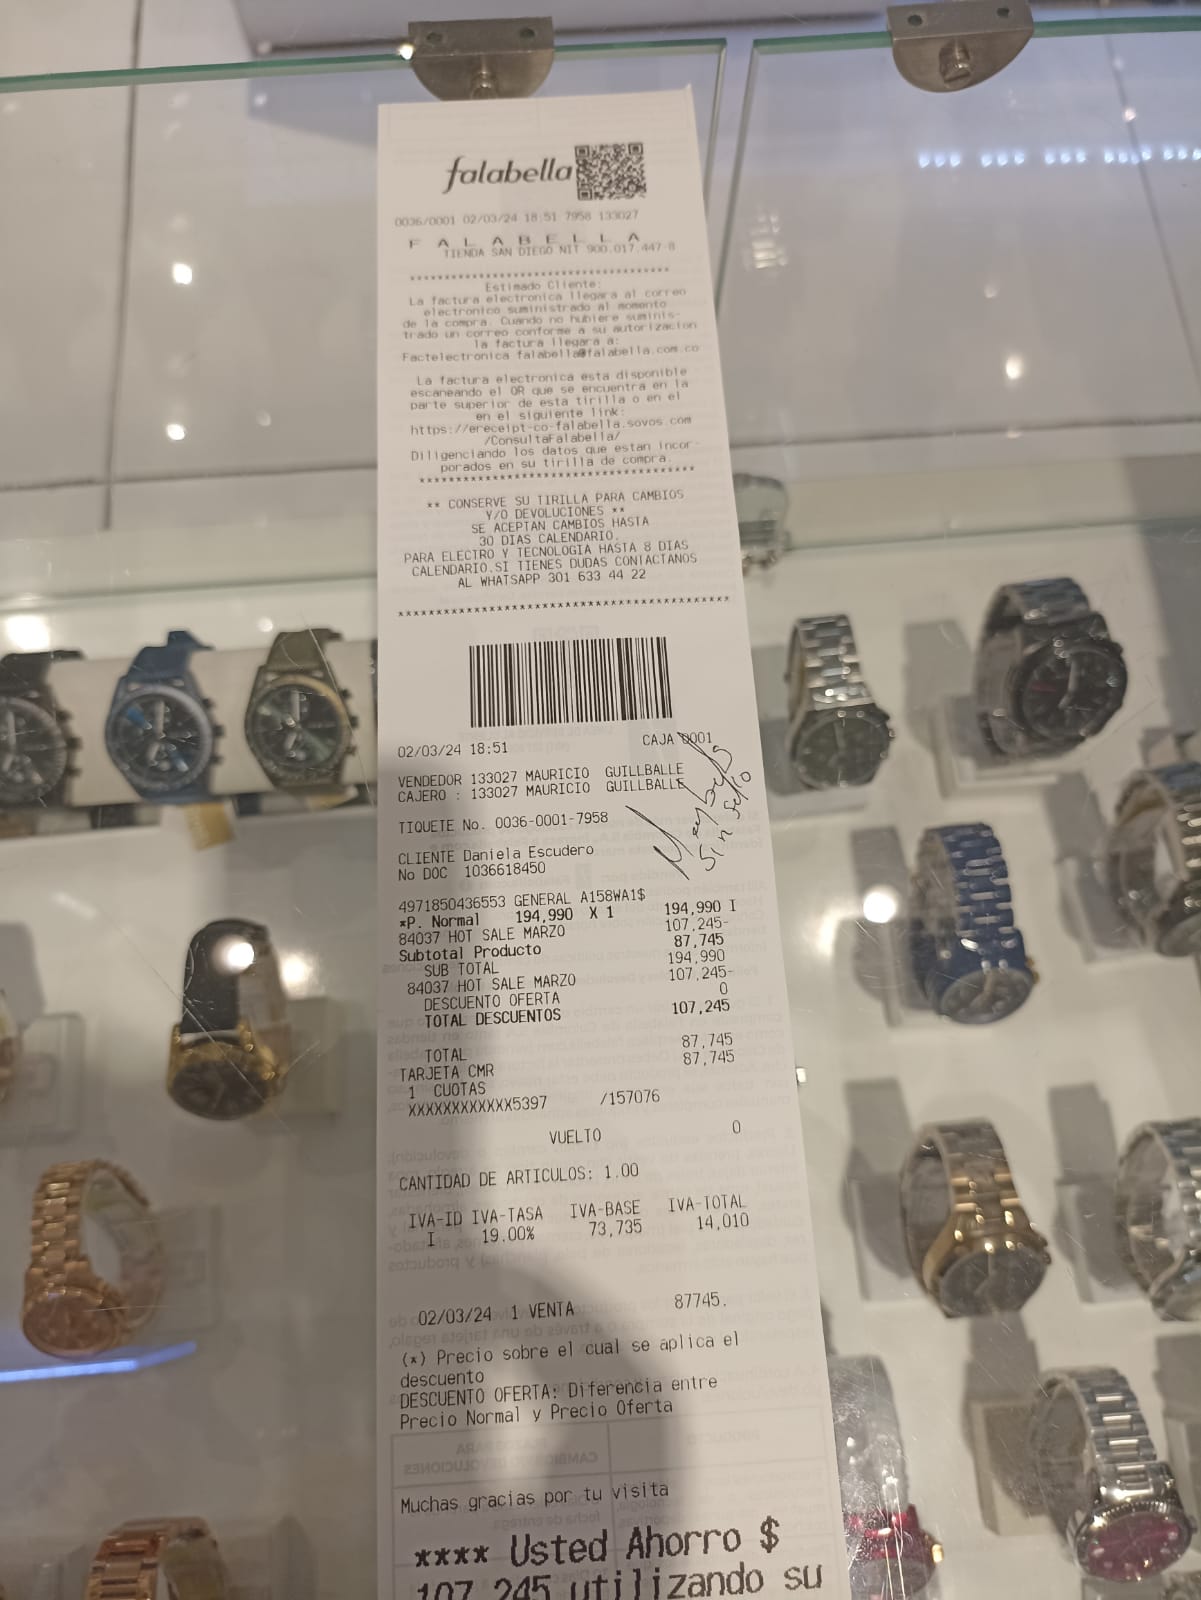 falabella
0036/0001 02/03/24 18:51 7958 133027
F A L A B E L L A
TIENDA SAN DIEGO NIT 900.017.447-8
****************************************
Estimado Cliente:
La factura electronica llegara al correo
electronico suministrado al momento
de la compra. Cuando no hubiere suminis-
trado un correo conforme a su autorizacion
la factura llegara a:
Factelectronica falabella@falabella.com.co
La factura electronica esta disponible
escaneando el QR que se encuentra en la
parte superior de esta tirilla o en el
en el siguiente link:
https://ereceipt-co-falabella.sovos.com
/ConsultaFalabella/
Diligenciando los datos que estan incor-
porados en su tirilla de compra.
****************************************
** CONSERVE SU TIRILLA PARA CAMBIOS
Y/O DEVOLUCIONES **
SE ACEPTAN CAMBIOS HASTA
30 DIAS CALENDARIO.
PARA ELECTRO Y TECNOLOGIA HASTA 8 DIAS
CALENDARIO.SI TIENES DUDAS CONTACTANOS
AL WHATSAPP 301 633 44 22
****************************************
02/03/24 18:51 CAJA 0001
VENDEDOR 133027 MAURICIO GUILLBALLE
CAJERO : 133027 MAURICIO GUILLBALLE
TIQUETE No. 0036-0001-7958
Sin sello
CLIENTE Daniela Escudero
No DOC 1036618450
4971850436553 GENERAL A158WA1$
*P. Normal 194,990 X 1 194,990 I
84037 HOT SALE MARZO 107,245-
Subtotal Producto 87,745
SUB TOTAL 194,990
84037 HOT SALE MARZO 107,245-
DESCUENTO OFERTA 0
TOTAL DESCUENTOS 107,245
TOTAL 87,745
TARJETA CMR 87,745
1 CUOTAS
XXXXXXXXXXXX5397 /157076
VUELTO 0
CANTIDAD DE ARTICULOS: 1.00
IVA-ID IVA-TASA IVA-BASE IVA-TOTAL
I 19.00% 73,735 14,010
02/03/24 1 VENTA 87745.
(*) Precio sobre el cual se aplica el
descuento
DESCUENTO OFERTA: Diferencia entre
Precio Normal y Precio Oferta
Muchas gracias por tu visita
**** Usted Ahorro $
107,245 utilizando su